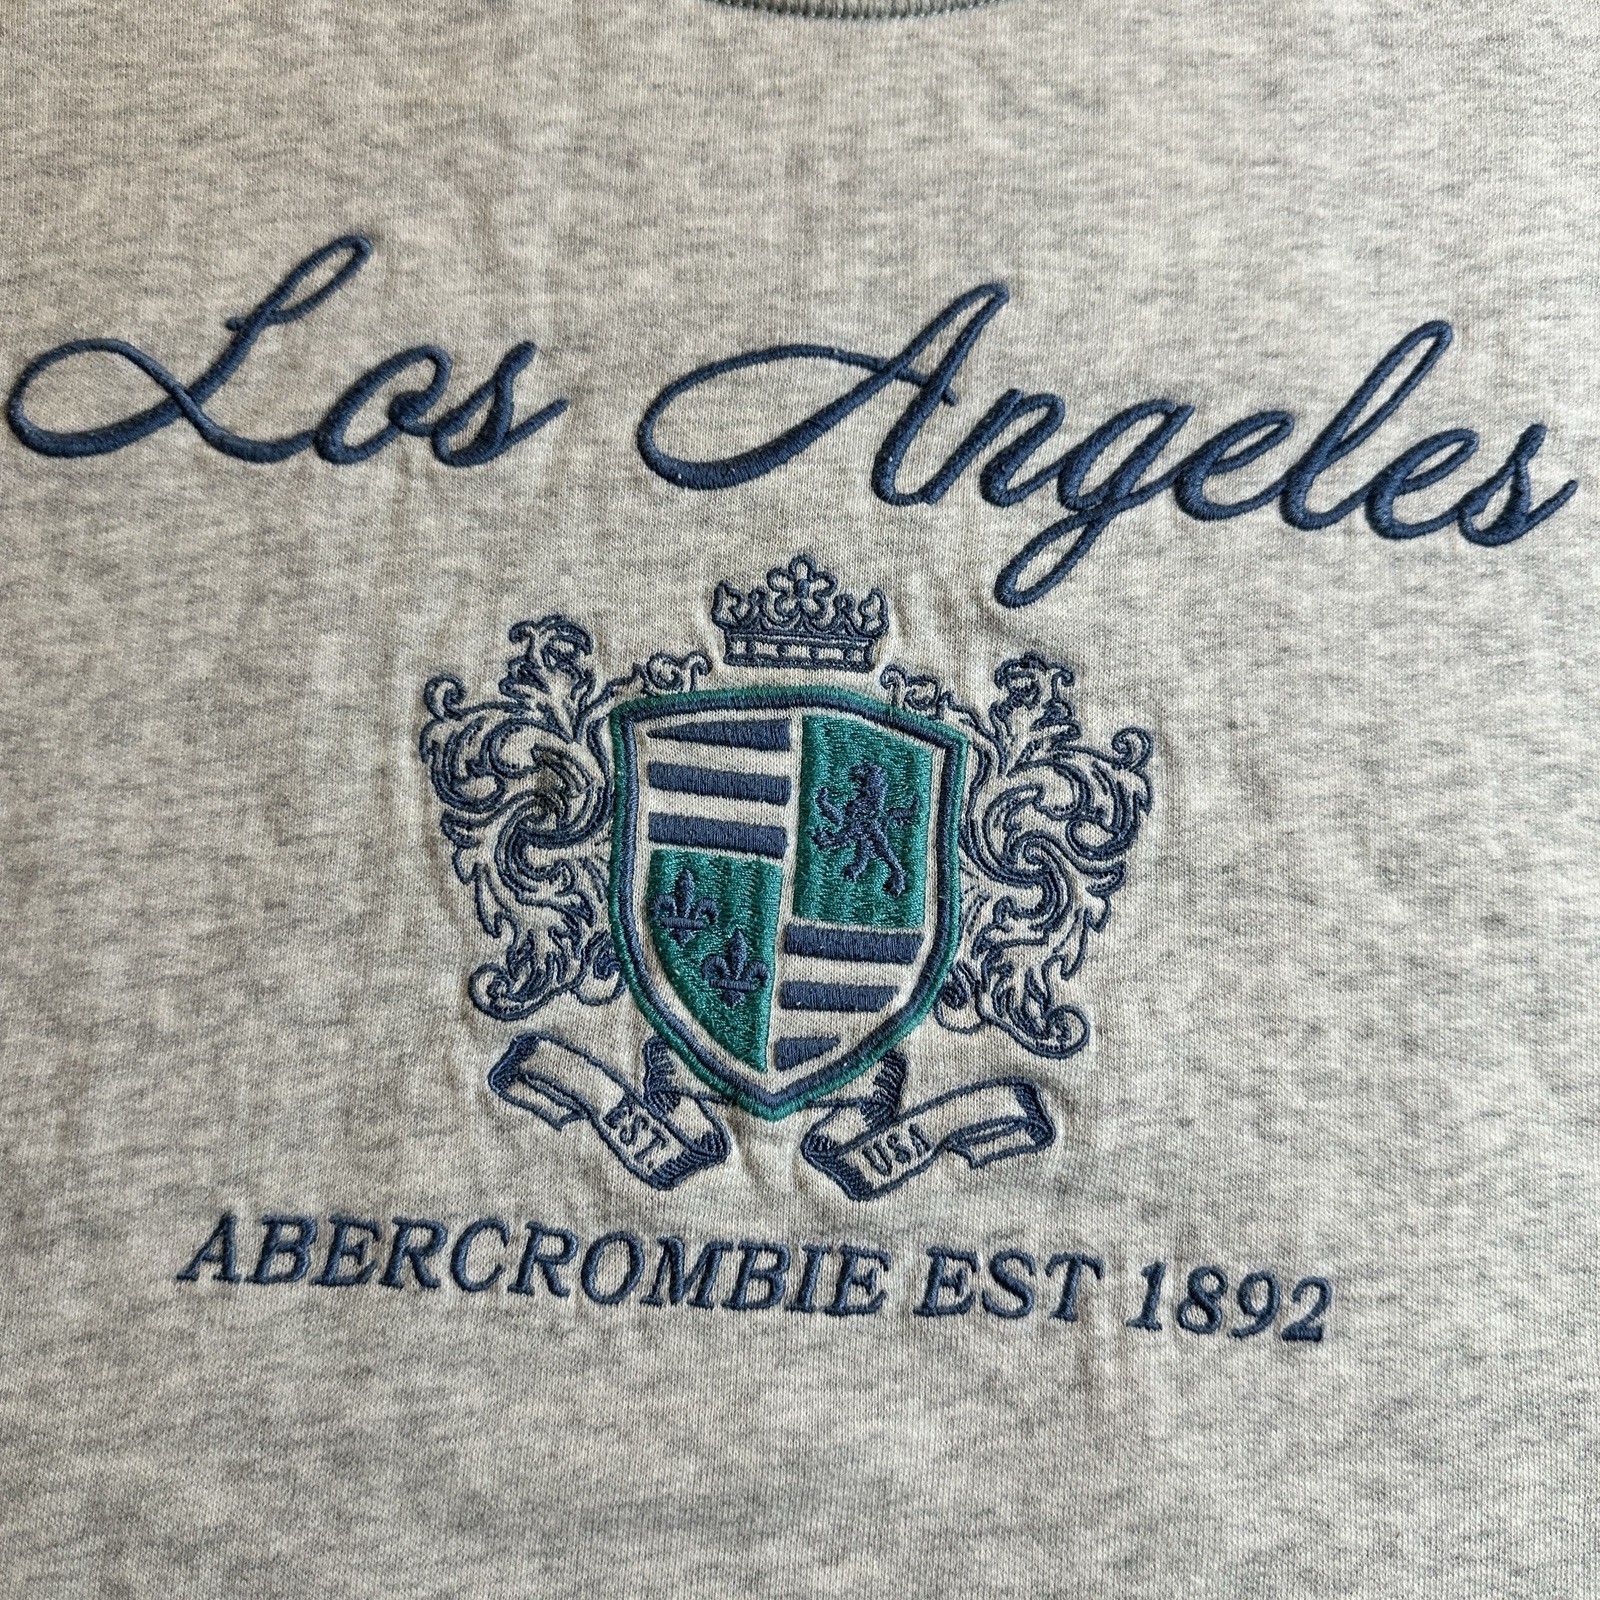 Los Angeles
EST. USA
ABERCROMBIE EST 1892